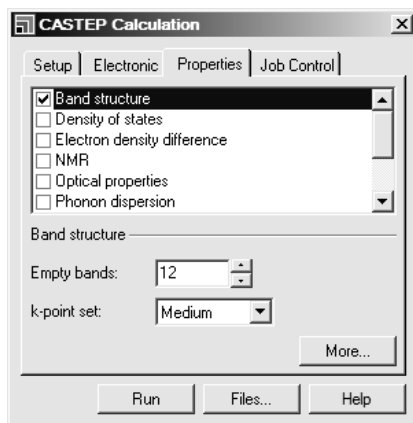 CASTEP Calculation
Setup Electronic Properties Job Control
Band structure
Density of states
Electron density difference
NMR
Optical properties
Phonon dispersion
Band structure
Empty bands: 12
k-point set: Medium
More...
Run Files... Help